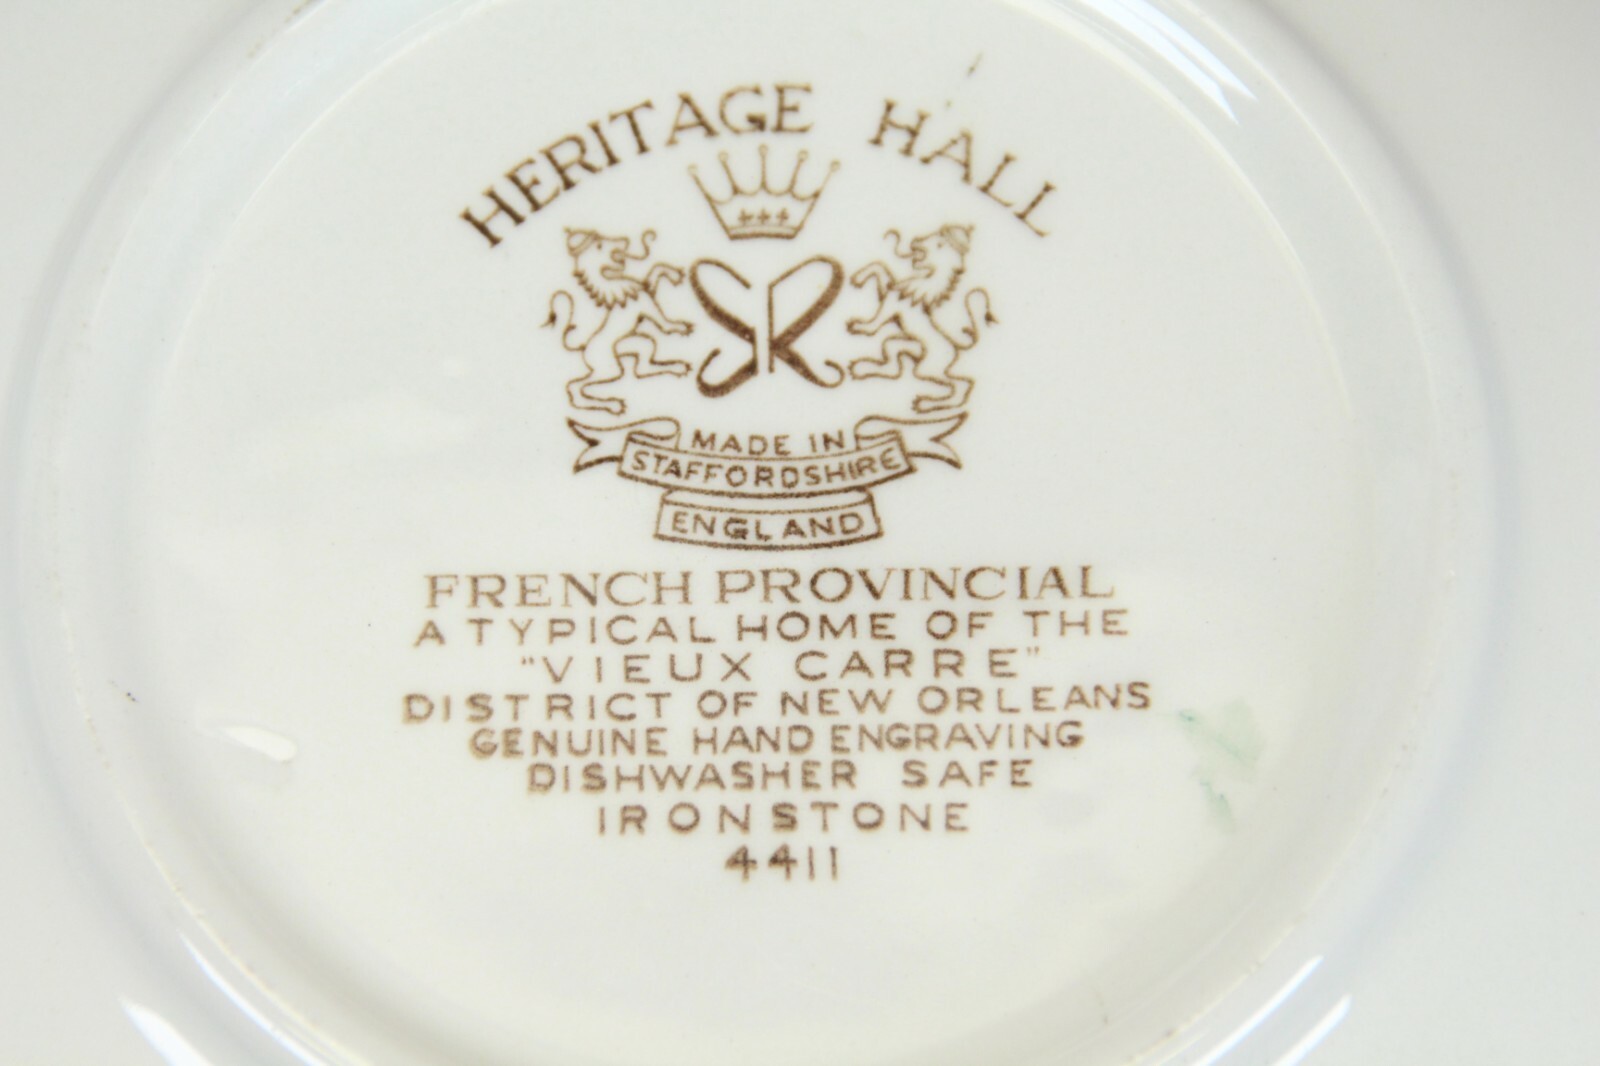 HERITAGE HALL
SR
MADE IN
STAFFORDSHIRE
ENGLAND
FRENCH PROVINCIAL
A TYPICAL HOME OF THE
"VIEUX CARRE"
DISTRICT OF NEW ORLEANS
GENUINE HAND ENGRAVING
DISHWASHER SAFE
IRONSTONE
4411